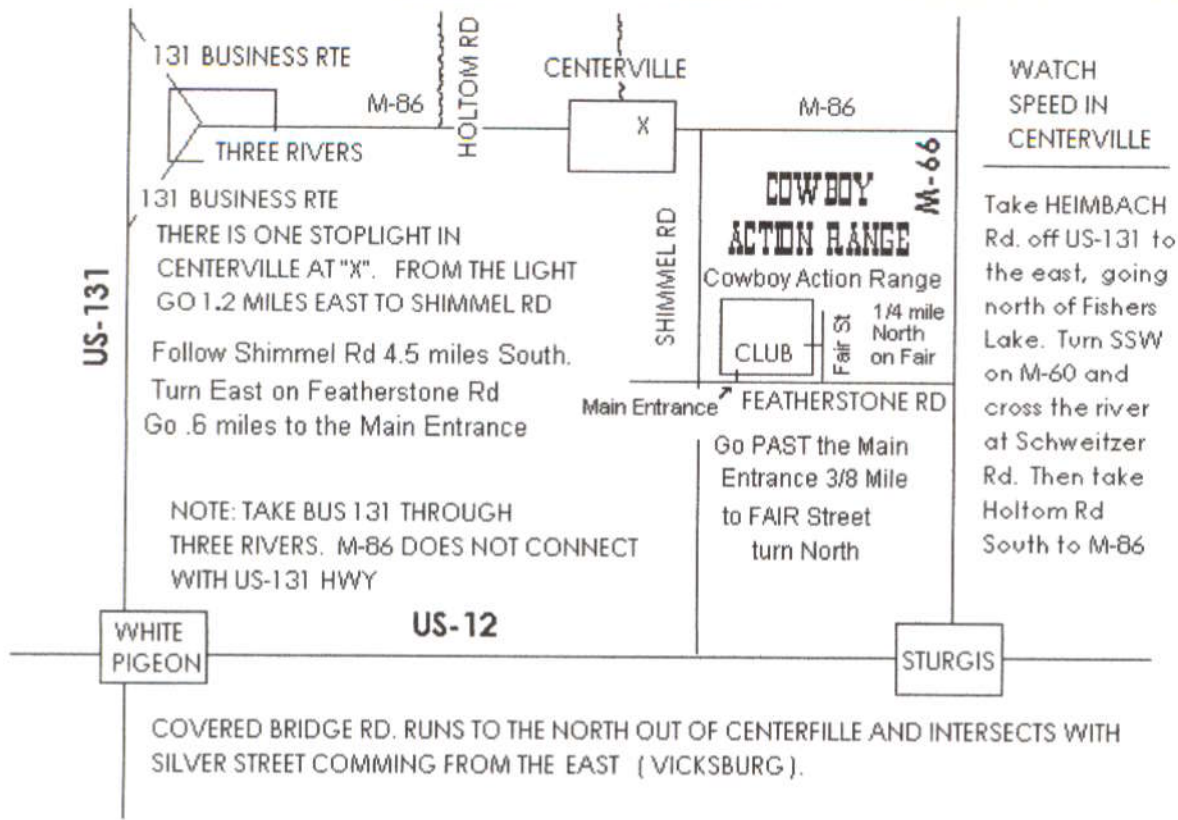 131 BUSINESS RTE
M-86
HOLTOM RD
CENTERVILLE
X
M-86
THREE RIVERS
131 BUSINESS RTE
THERE IS ONE STOPLIGHT IN
CENTERVILLE AT "X". FROM THE LIGHT
GO 1.2 MILES EAST TO SHIMMEL RD
US-131
Follow Shimmel Rd 4.5 miles South.
Turn East on Featherstone Rd
Go .6 miles to the Main Entrance
NOTE: TAKE BUS 131 THROUGH
THREE RIVERS. M-86 DOES NOT CONNECT
WITH US-131 HWY
SHIMMEL RD
M-66
COWBOY
ACTION RANGE
Cowboy Action Range
CLUB
Fair St
1/4 mile
North
on Fair
Main Entrance
FEATHERSTONE RD
Go PAST the Main
Entrance 3/8 Mile
to FAIR Street
turn North
WATCH
SPEED IN
CENTERVILLE
Take HEIMBACH
Rd. off US-131 to
the east, going
north of Fishers
Lake. Turn SSW
on M-60 and
cross the river
at Schweitzer
Rd. Then take
Holtom Rd
South to M-86
US-12
WHITE
PIGEON
STURGIS
COVERED BRIDGE RD. RUNS TO THE NORTH OUT OF CENTERFILLE AND INTERSECTS WITH
SILVER STREET COMMING FROM THE EAST ( VICKSBURG ).